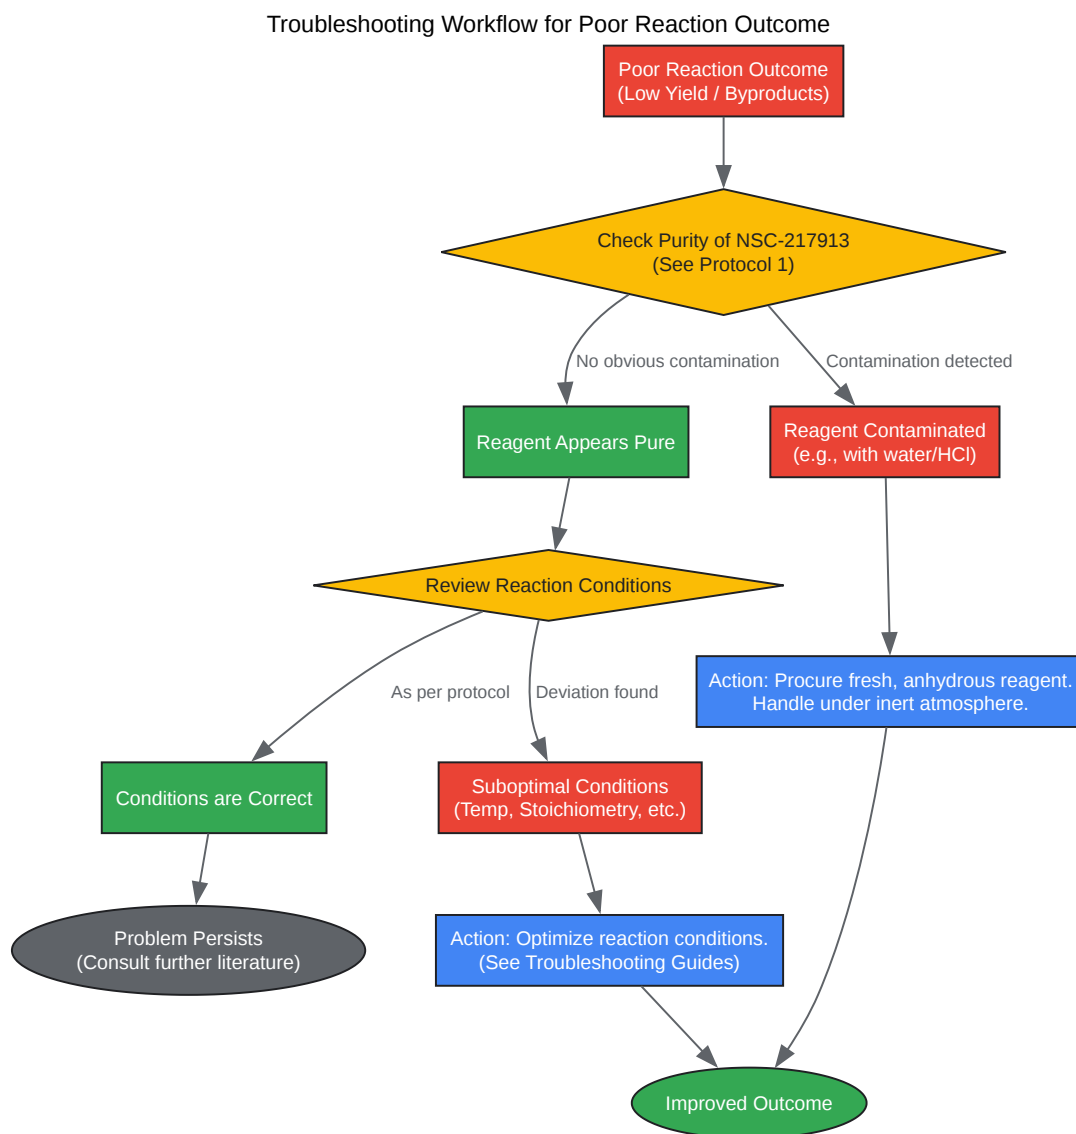 Troubleshooting Workflow for Poor Reaction Outcome
Poor Reaction Outcome
(Low Yield / Byproducts)
Check Purity of NSC-217913
(See Protocol 1)
No obvious contamination
Contamination detected
Reagent Appears Pure
Reagent Contaminated
(e.g., with water/HCl)
Review Reaction Conditions
As per protocol
Deviation found
Action: Procure fresh, anhydrous reagent.
Handle under inert atmosphere.
Conditions are Correct
Suboptimal Conditions
(Temp, Stoichiometry, etc.)
Problem Persists
(Consult further literature)
Action: Optimize reaction conditions.
(See Troubleshooting Guides)
Improved Outcome